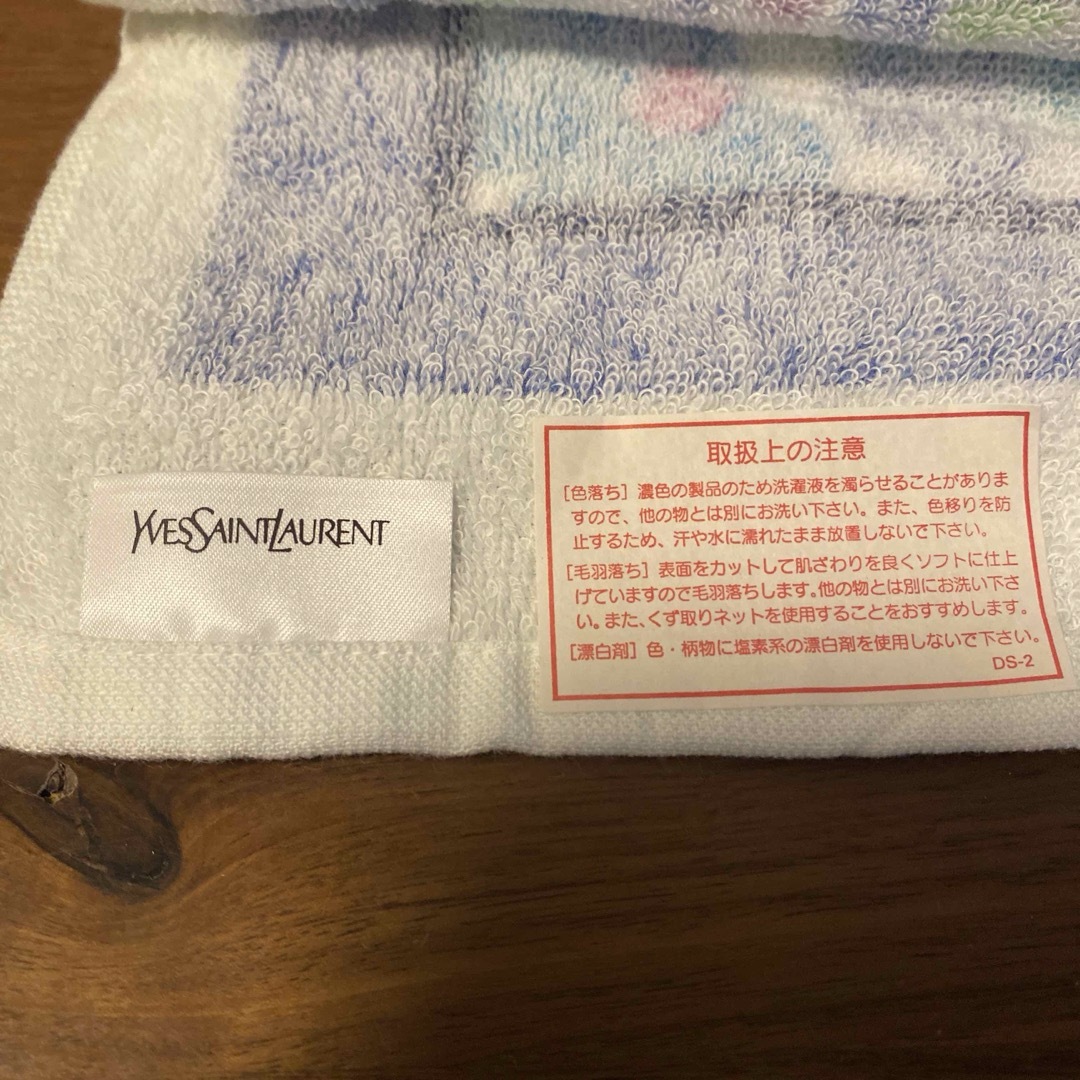 YVESSAINTLAURENT
取扱上の注意
[色落ち] 濃色の製品のため洗濯液を濁らせることがありま
すので、他の物とは別にお洗い下さい。また、色移りを防
止するため、汗や水に濡れたまま放置しないで下さい。
[毛羽落ち] 表面をカットして肌ざわりを良くソフトに仕上
げていますので毛羽落ちします。他の物とは別にお洗い下さ
い。また、くず取りネットを使用することをおすすめします。
[漂白剤] 色・柄物に塩素系の漂白剤を使用しないで下さい。
DS-2